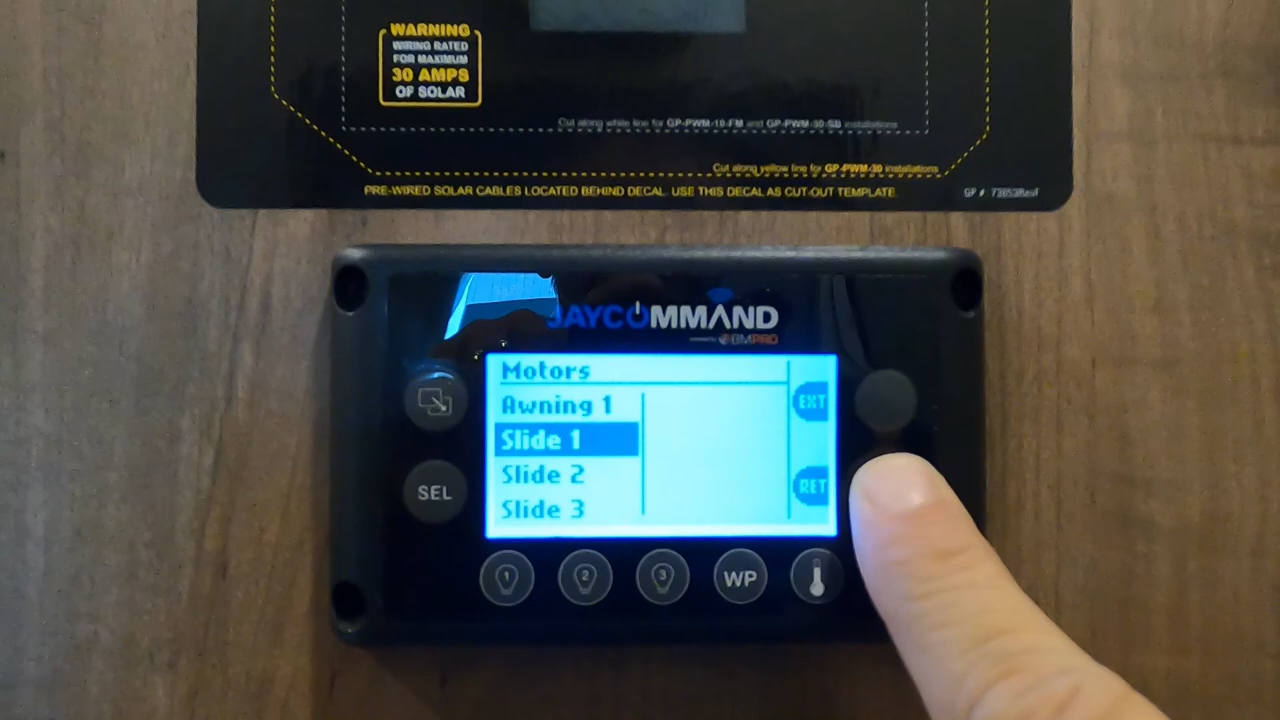 WARNING
WIRING RATED
FOR MAXIMUM
30 AMPS
OF SOLAR
Cut along white line for GP-PWM-10-FM and GP-PWM-30-SB installations
Cut along yellow line for GP-PWM-30 installations
PRE-WIRED SOLAR CABLES LOCATED BEHIND DECAL. USE THIS DECAL AS CUT-OUT TEMPLATE.
JAYCOMMAND
BMPRO
Motors
Awning 1
EXT
Slide 1
Slide 2
RET
Slide 3
SEL
1
2
3
WP